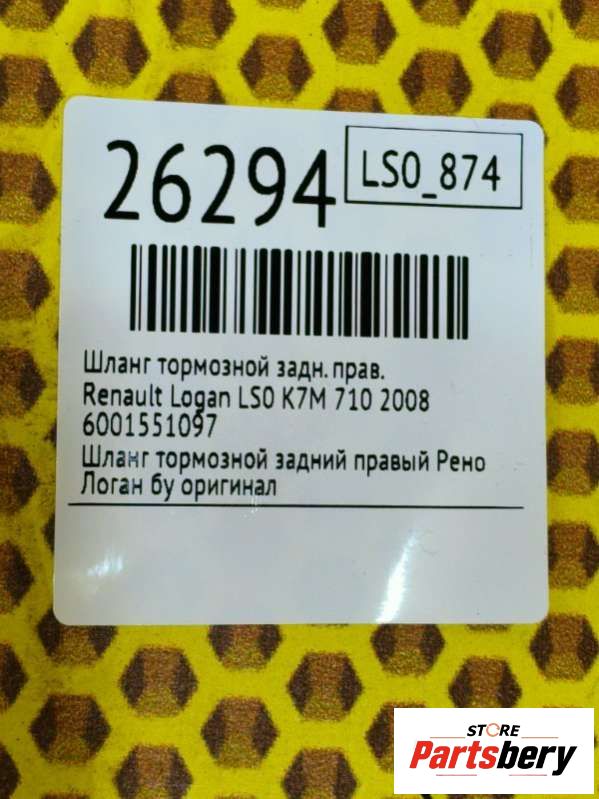 26294
LS0_874
Шланг тормозной задн. прав.
Renault Logan LS0 K7M 710 2008
6001551097
Шланг тормозной задний правый Рено
Логан бу оригинал
STORE
Partsbery